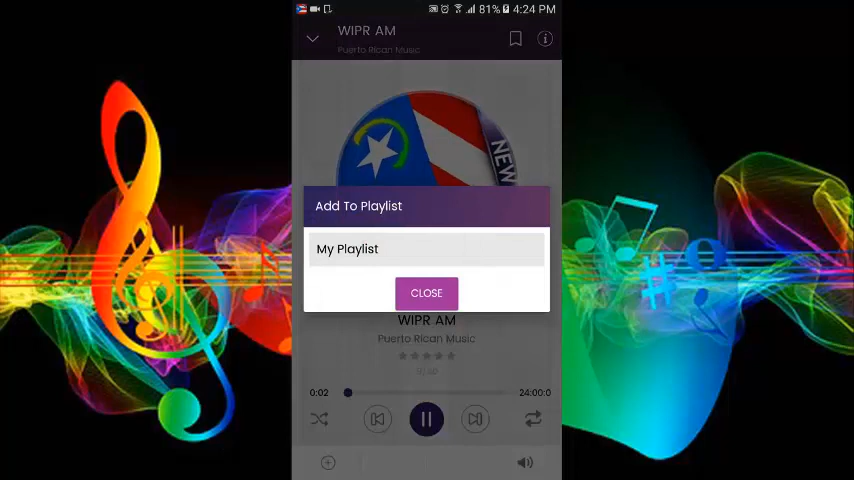 81% 4:24 PM
WIPR AM
Puerto Rican Music
NEW
Add To Playlist
My Playlist
CLOSE
WIPR AM
Puerto Rican Music
0:02
24:00:0